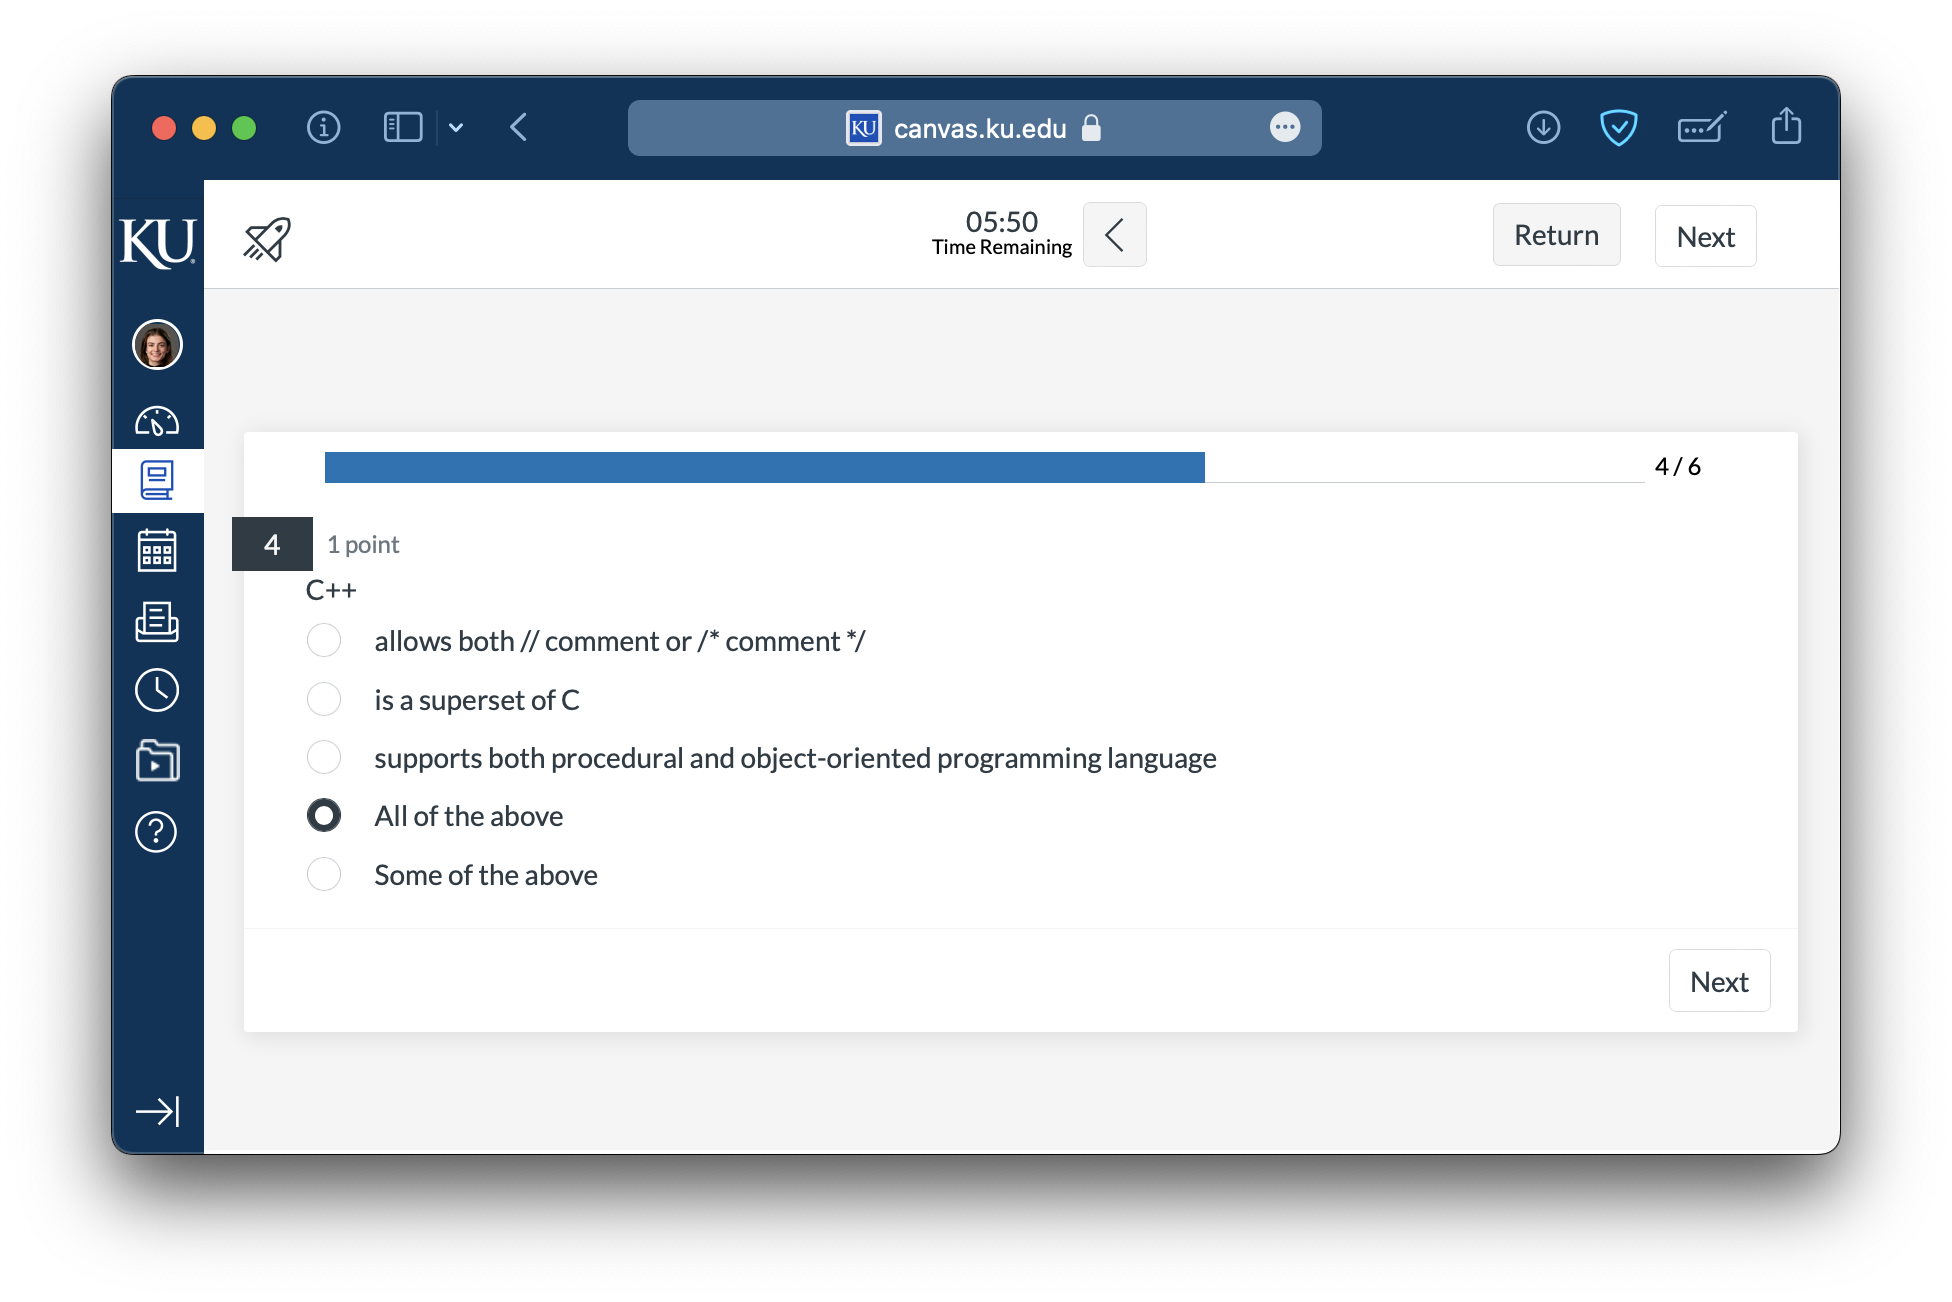 KU canvas.ku.edu
KU
05:50
Time Remaining
Return
Next
4 / 6
4
1 point
C++
allows both // comment or /* comment */
is a superset of C
supports both procedural and object-oriented programming language
All of the above
Some of the above
Next